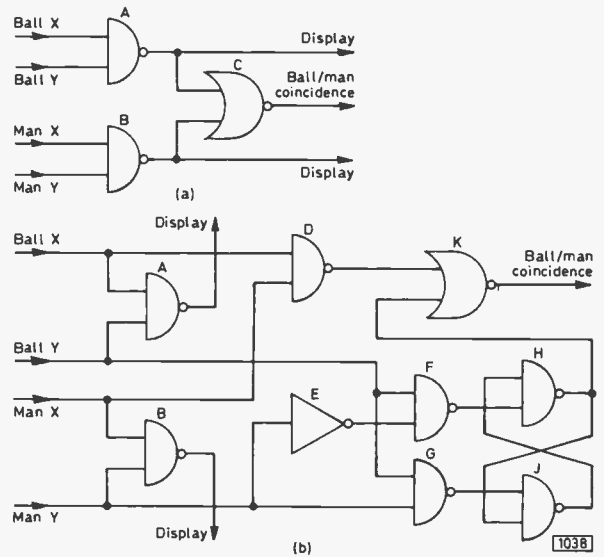 Ball X
A
Display
Ball Y
C
Ball/man
coincidence
Man X
B
Man Y
Display
(a)
Display
Ball X
D
K
A
Ball/man
coincidence
Ball Y
F
H
Man X
E
B
G
J
Man Y
Display
(b)
1038